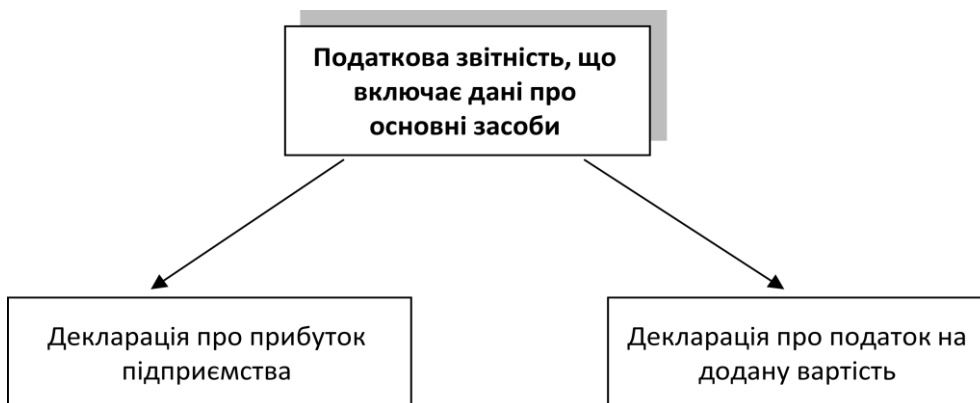 Податкова звітність, що
включає дані про
основні засоби
Декларація про прибуток
підприємства
Декларація про податок на
додану вартість